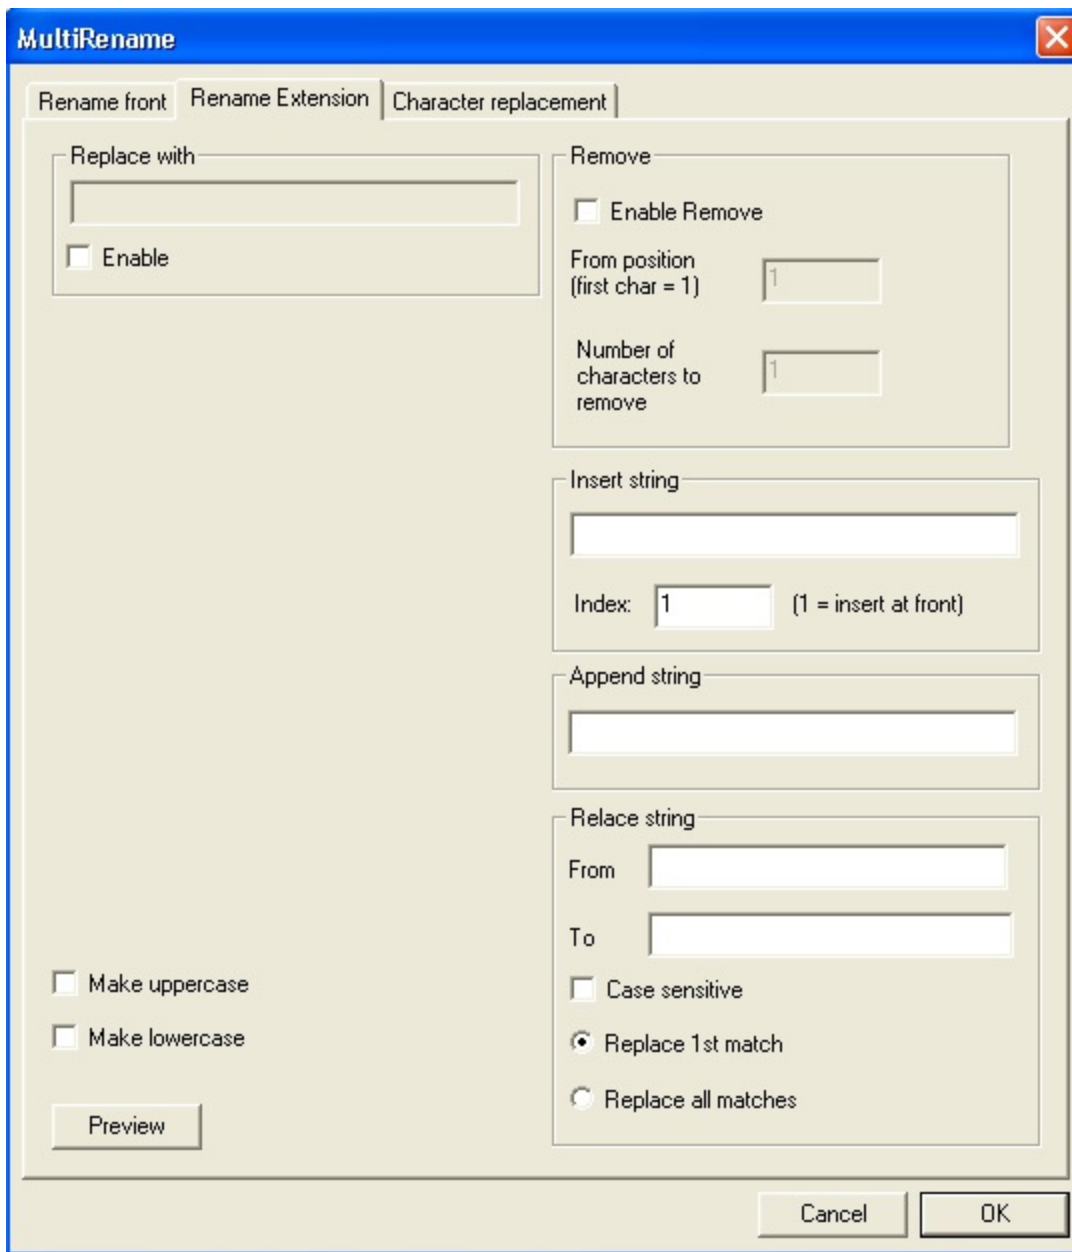 MultiRename
Rename front Rename Extension Character replacement
Replace with
Enable
Remove
Enable Remove
From position
(first char = 1)
1
Number of
characters to
remove
1
Insert string
Index: 1 (1 = insert at front)
Append string
Relace string
From
To
Case sensitive
Replace 1st match
Replace all matches
Make uppercase
Make lowercase
Preview
Cancel OK